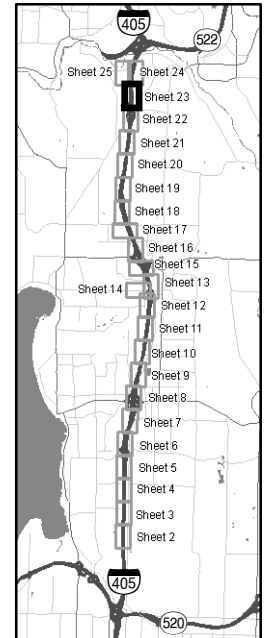 405
522
Sheet 25 Sheet 24
Sheet 23
Sheet 22
Sheet 21
Sheet 20
Sheet 19
Sheet 18
Sheet 17
Sheet 16
Sheet 15
Sheet 14 Sheet 13
Sheet 12
Sheet 11
Sheet 10
Sheet 9
Sheet 8
Sheet 7
Sheet 6
Sheet 5
Sheet 4
Sheet 3
Sheet 2
405
520